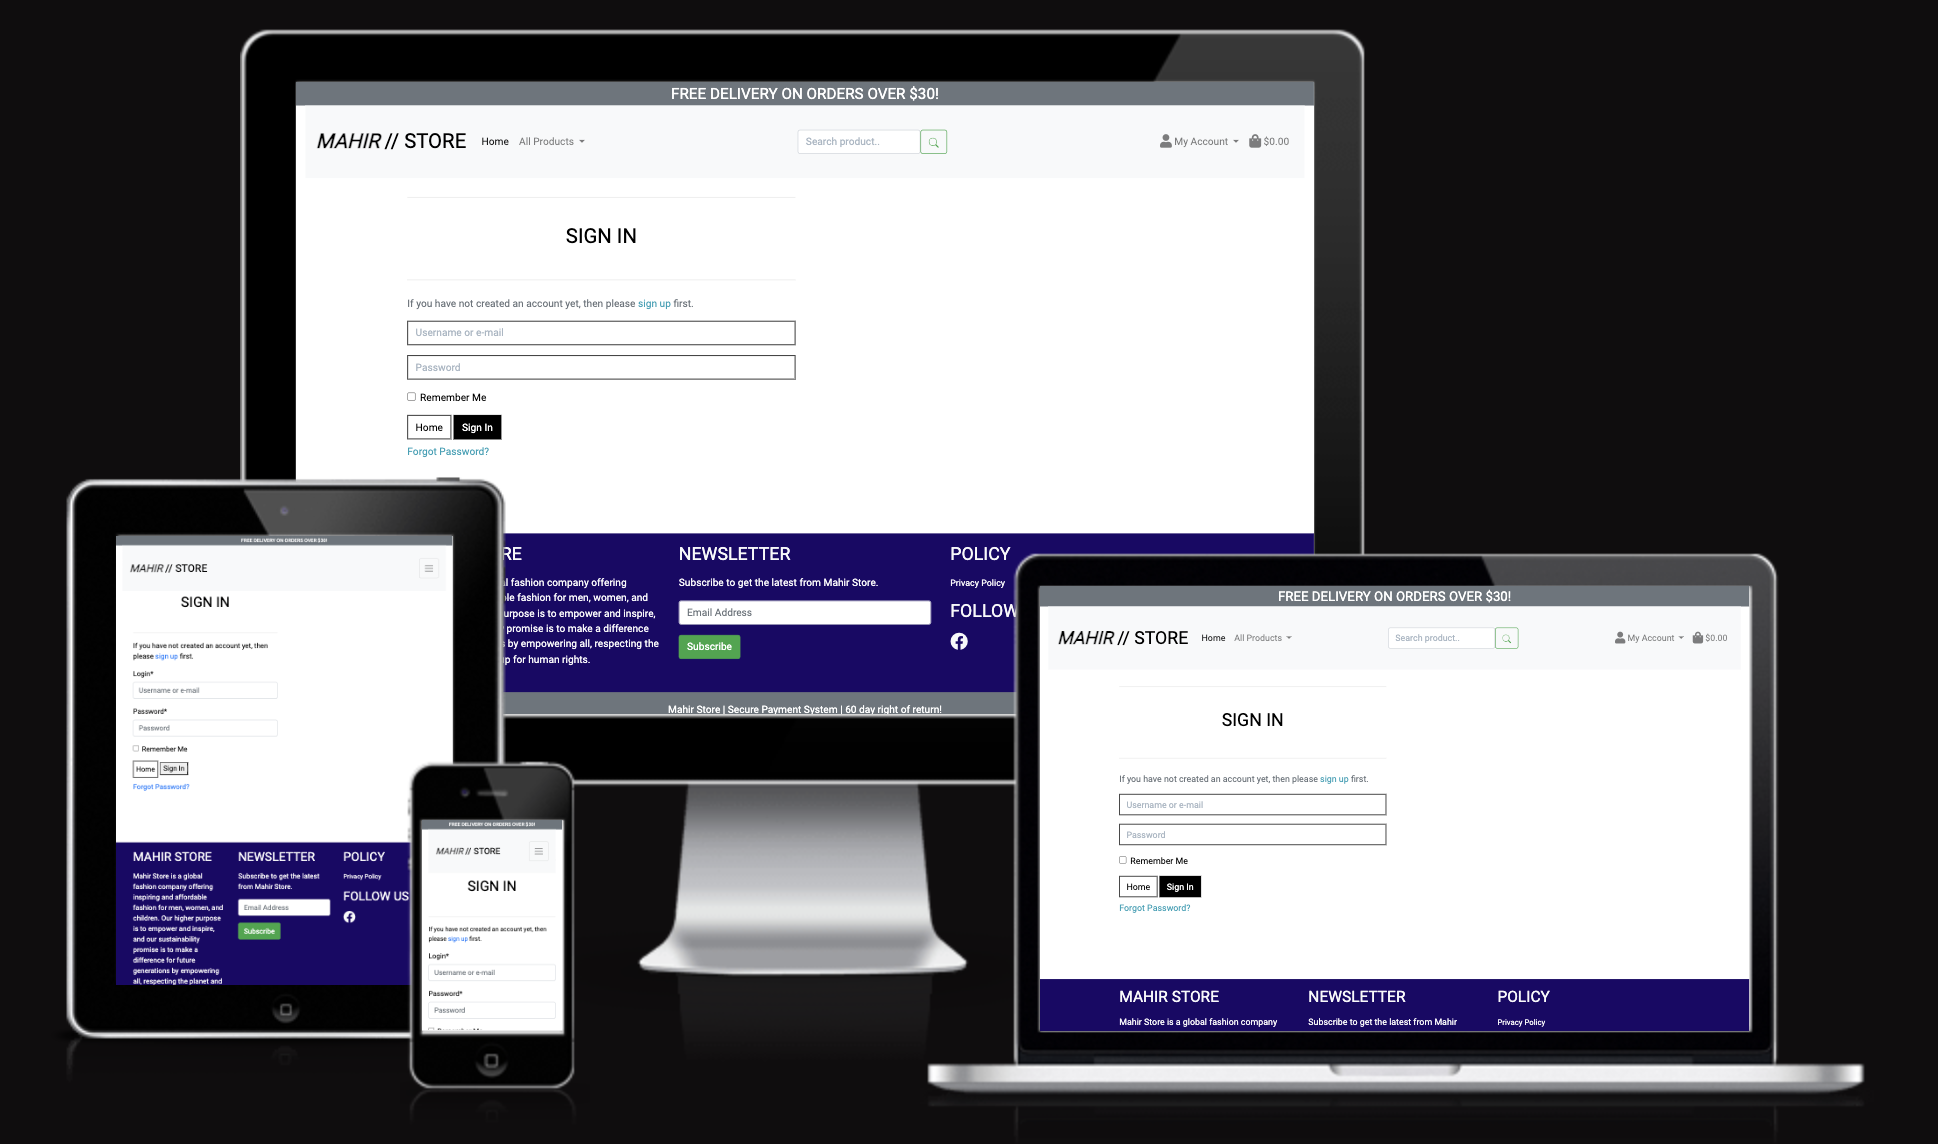 FREE DELIVERY ON ORDERS OVER $30!
MAHIR // STORE Home All Products Search product.. My Account $0.00
SIGN IN
If you have not created an account yet, then please sign up first.
Username or e-mail
Password
Remember Me
Home Sign In
Forgot Password?
RE
l fashion company offering
le fashion for men, women, and
urpose is to empower and inspire,
promise is to make a difference
s by empowering all, respecting the
p for human rights.
NEWSLETTER
Subscribe to get the latest from Mahir Store.
Email Address
Subscribe
POLICY
Privacy Policy
FOLLOW
Mahir Store | Secure Payment System | 60 day right of return!
FREE DELIVERY ON ORDERS OVER $30!
MAHIR // STORE
SIGN IN
If you have not created an account yet, then
please sign up first.
Login*
Username or e-mail
Password*
Password
Remember Me
Home Sign In
Forgot Password?
MAHIR STORE
Mahir Store is a global
fashion company offering
inspiring and affordable
fashion for men, women, and
children. Our higher purpose
is to empower and inspire,
and our sustainability
promise is to make a
difference for future
generations by empowering
all, respecting the planet and
NEWSLETTER
Subscribe to get the latest
from Mahir Store.
Email Address
Subscribe
POLICY
Privacy Policy
FOLLOW US
FREE DELIVERY ON ORDERS OVER $30!
MAHIR // STORE
SIGN IN
If you have not created an account yet, then
please sign up first.
Login*
Username or e-mail
Password*
Password
Remember Me
FREE DELIVERY ON ORDERS OVER $30!
MAHIR // STORE Home All Products Search product.. My Account $0.00
SIGN IN
If you have not created an account yet, then please sign up first.
Username or e-mail
Password
Remember Me
Home Sign In
Forgot Password?
MAHIR STORE
Mahir Store is a global fashion company
NEWSLETTER
Subscribe to get the latest from Mahir
POLICY
Privacy Policy